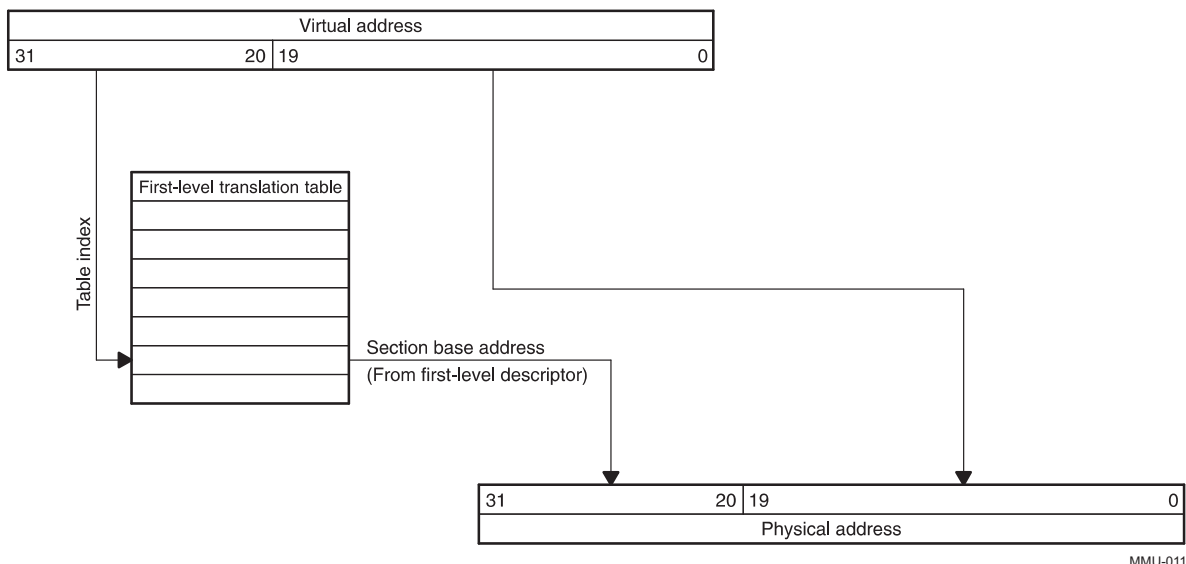 Virtual address
31 20 19 0
First-level translation table
Table index
Section base address
(From first-level descriptor)
31 20 19 0
Physical address
MMU-011